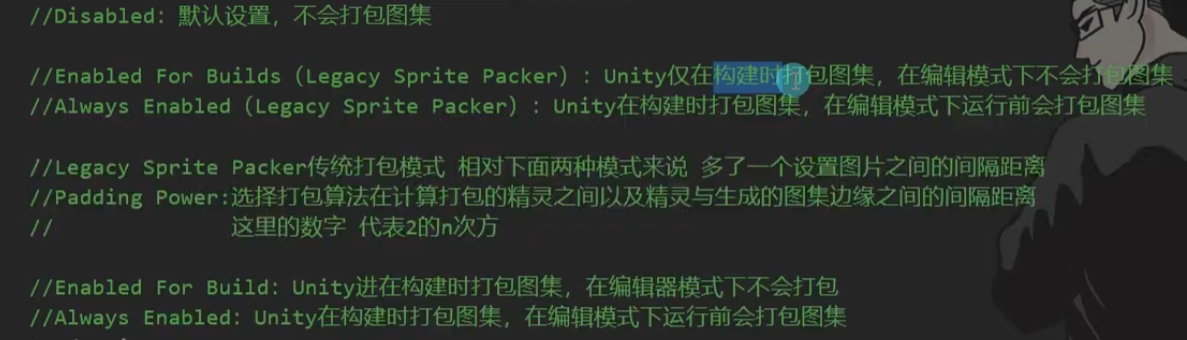 //Disabled: 默认设置，不会打包图集
//Enabled For Builds (Legacy Sprite Packer) : Unity仅在构建时打包图集，在编辑模式下不会打包图集
//Always Enabled (Legacy Sprite Packer) : Unity在构建时打包图集，在编辑模式下运行前会打包图集
//Legacy Sprite Packer传统打包模式 相对下面两种模式来说 多了一个设置图片之间的间隔距离
//Padding Power:选择打包算法在计算打包的精灵之间以及精灵与生成的图集边缘之间的间隔距离
// 这里的数字 代表2的n次方
//Enabled For Build: Unity进在构建时打包图集，在编辑器模式下不会打包
//Always Enabled: Unity在构建时打包图集，在编辑模式下运行前会打包图集